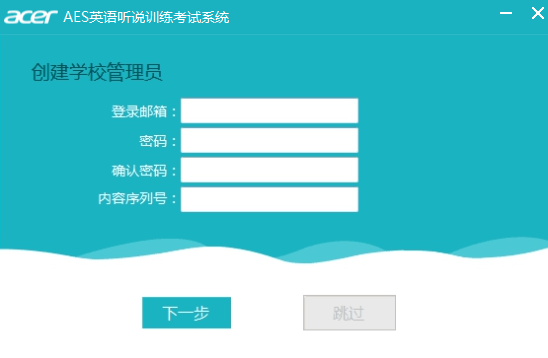 acer AES英语听说训练考试系统
创建学校管理员
登录邮箱：
密码：
确认密码：
内容序列号：
下一步 跳过